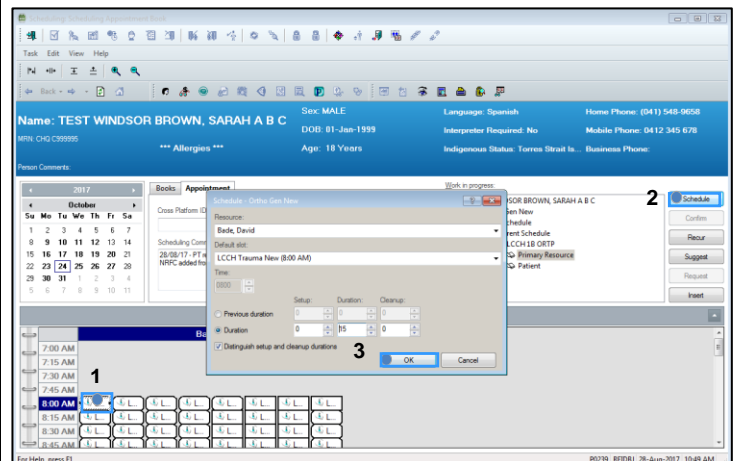 Scheduling: Scheduling Appointment Book
Task Edit View Help
Back
Name: TEST WINDSOR BROWN, SARAH A B C
Sex: MALE
Language: Spanish
Home Phone: (041) 548-9658
MRN: CHQ C999995
DOB: 01-Jan-1999
Interpreter Required: No
Mobile Phone: 0412 345 678
*** Allergies ***
Age: 18 Years
Indigenous Status: Torres Strait Is...
Business Phone:
Person Comments:
2017
October
Su Mo Tu We Th Fr Sa
1 2 3 4 5 6 7
8 9 10 11 12 13 14
15 16 17 18 19 20 21
22 23 24 25 26 27 28
29 30 31 1 2 3 4
5 6 7 8 9 10 11
Books Appointment
Cross Platform ID
Scheduling Comm
28/08/17 - PT n
NRFC added fro
Work in progress:
SOR BROWN, SARAH A B C
Gen New
chedule
rent Schedule
LCCH 1B ORTP
Primary Resource
Patient
2
Schedule
Confirm
Recur
Suggest
Request
Insert
Schedule - Ortho Gen New
Resource:
Bade, David
Default slot:
LCCH Trauma New (8:00 AM)
Time:
0800
Setup: Duration: Cleanup:
Previous duration 0 0 0
Duration 0 15 0
Distinguish setup and cleanup durations
3
OK
Cancel
Ba
7:00 AM
7:15 AM
7:30 AM
1
7:45 AM
8:00 AM L... L... L... L... L... L... L...
8:15 AM L... L... L... L... L... L... L... L...
8:30 AM L... L... L... L... L... L... L... L...
8:45 AM L... L... L... L... L... L... L... L...
For Help, press F1
P0239 REIDBJ 28-Aug-2017 10:49 AM